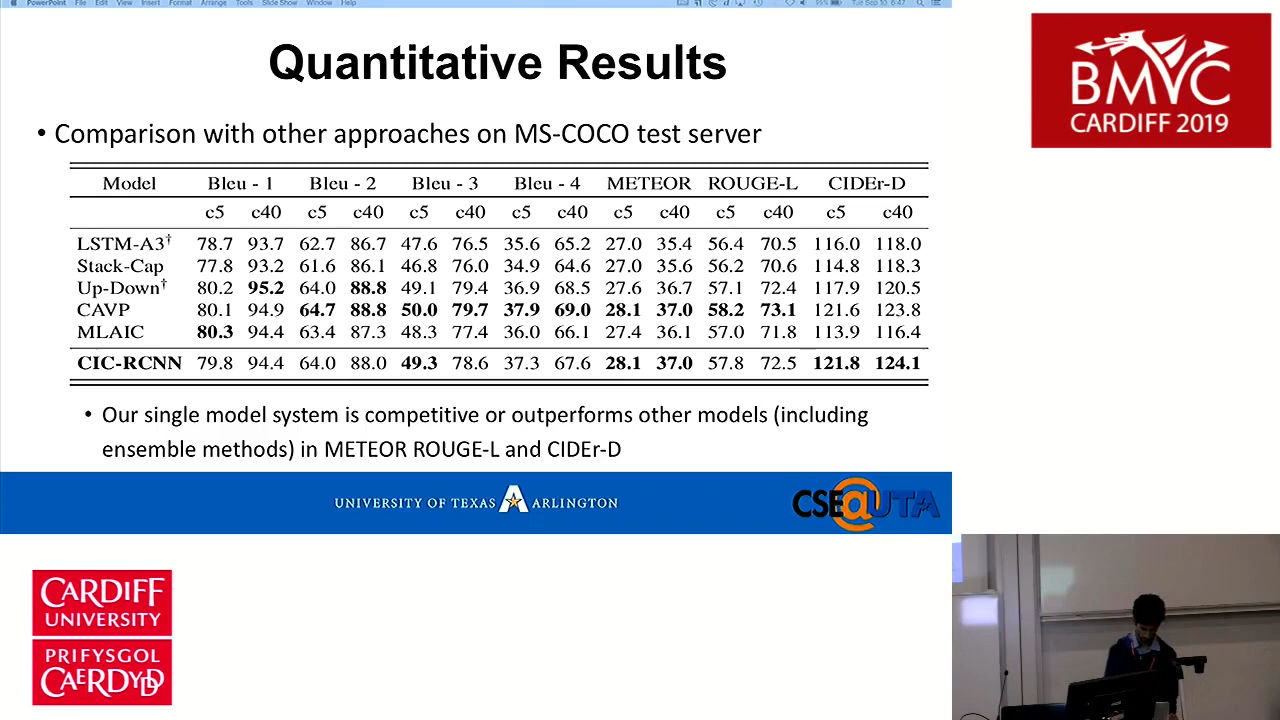 PowerPoint File Edit View Insert Format Arrange Tools Slide Show Window Help
Tue Sep 10 6:47
Quantitative Results
• Comparison with other approaches on MS-COCO test server
Model Bleu - 1 Bleu - 2 Bleu - 3 Bleu - 4 METEOR ROUGE-L CIDEr-D
c5 c40 c5 c40 c5 c40 c5 c40 c5 c40 c5 c40 c5 c40
LSTM-A3† 78.7 93.7 62.7 86.7 47.6 76.5 35.6 65.2 27.0 35.4 56.4 70.5 116.0 118.0
Stack-Cap 77.8 93.2 61.6 86.1 46.8 76.0 34.9 64.6 27.0 35.6 56.2 70.6 114.8 118.3
Up-Down† 80.2 95.2 64.0 88.8 49.1 79.4 36.9 68.5 27.6 36.7 57.1 72.4 117.9 120.5
CAVP 80.1 94.9 64.7 88.8 50.0 79.7 37.9 69.0 28.1 37.0 58.2 73.1 121.6 123.8
MLAIC 80.3 94.4 63.4 87.3 48.3 77.4 36.0 66.1 27.4 36.1 57.0 71.8 113.9 116.4
CIC-RCNN 79.8 94.4 64.0 88.0 49.3 78.6 37.3 67.6 28.1 37.0 57.8 72.5 121.8 124.1
• Our single model system is competitive or outperforms other models (including
ensemble methods) in METEOR ROUGE-L and CIDEr-D
UNIVERSITY OF TEXAS A ARLINGTON
CSE@UTA
BMVC
CARDIFF 2019
CARDIFF
UNIVERSITY
PRIFYSGOL
CAERDYDD